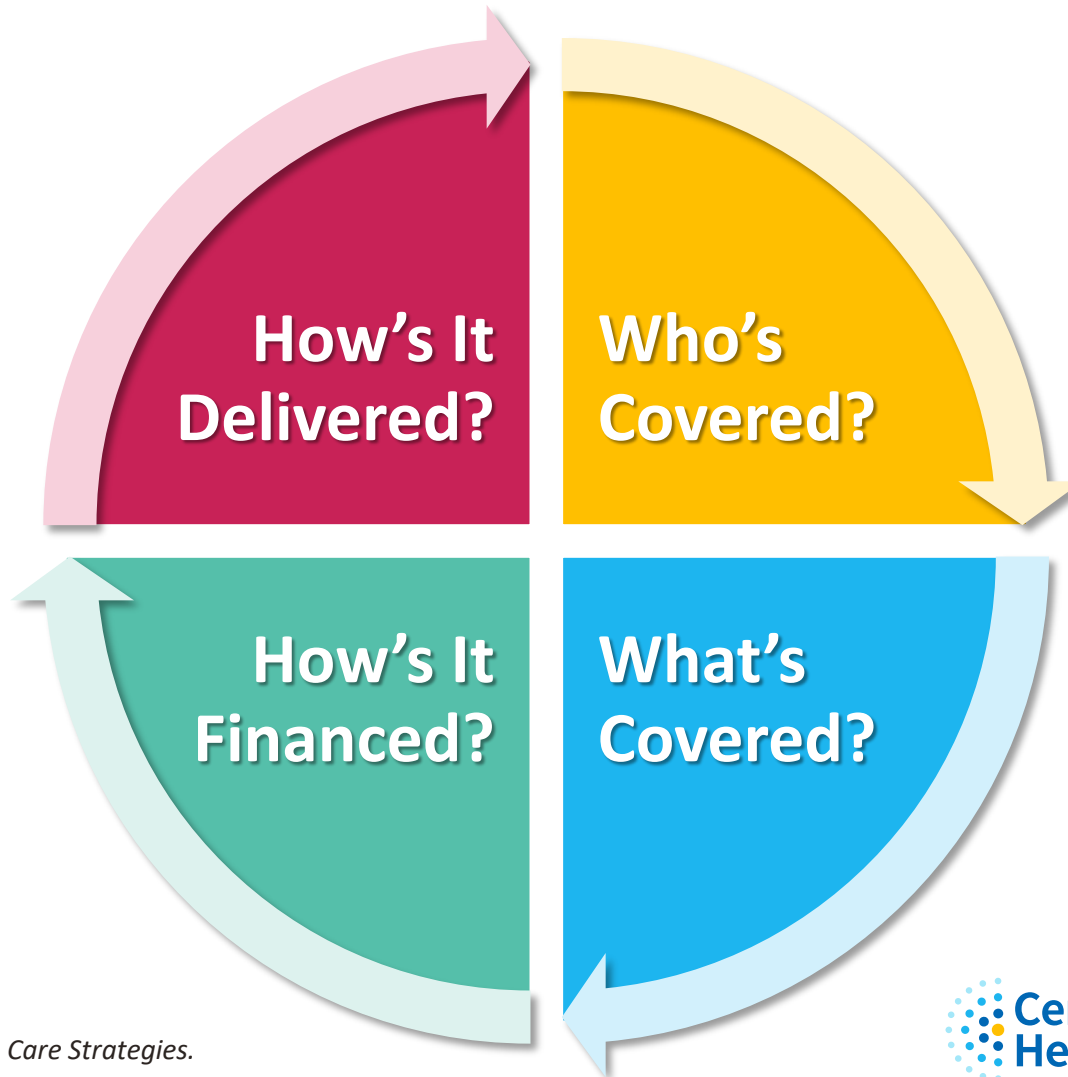 How's It
Delivered?
Who's
Covered?
How's It
Financed?
What's
Covered?
Care Strategies.